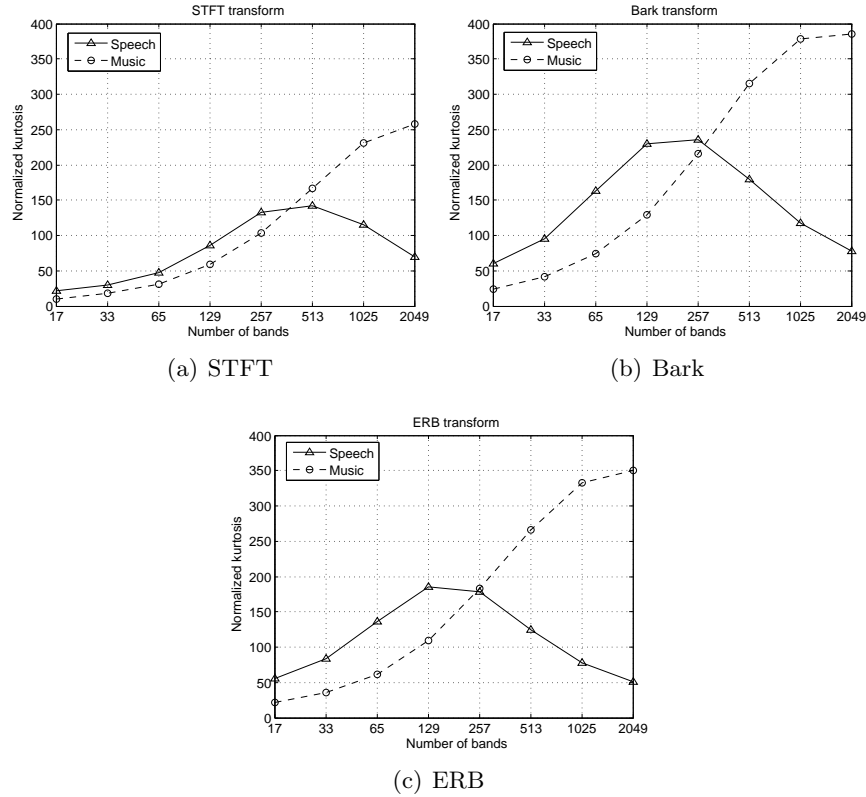 STFT transform
400
350
300
250
200
150
100
50
0
Normalized kurtosis
Speech
Music
17 33 65 129 257 513 1025 2049
Number of bands
(a) STFT
Bark transform
400
350
300
250
200
150
100
50
0
Normalized kurtosis
Speech
Music
17 33 65 129 257 513 1025 2049
Number of bands
(b) Bark
ERB transform
400
350
300
250
200
150
100
50
0
Normalized kurtosis
Speech
Music
17 33 65 129 257 513 1025 2049
Number of bands
(c) ERB